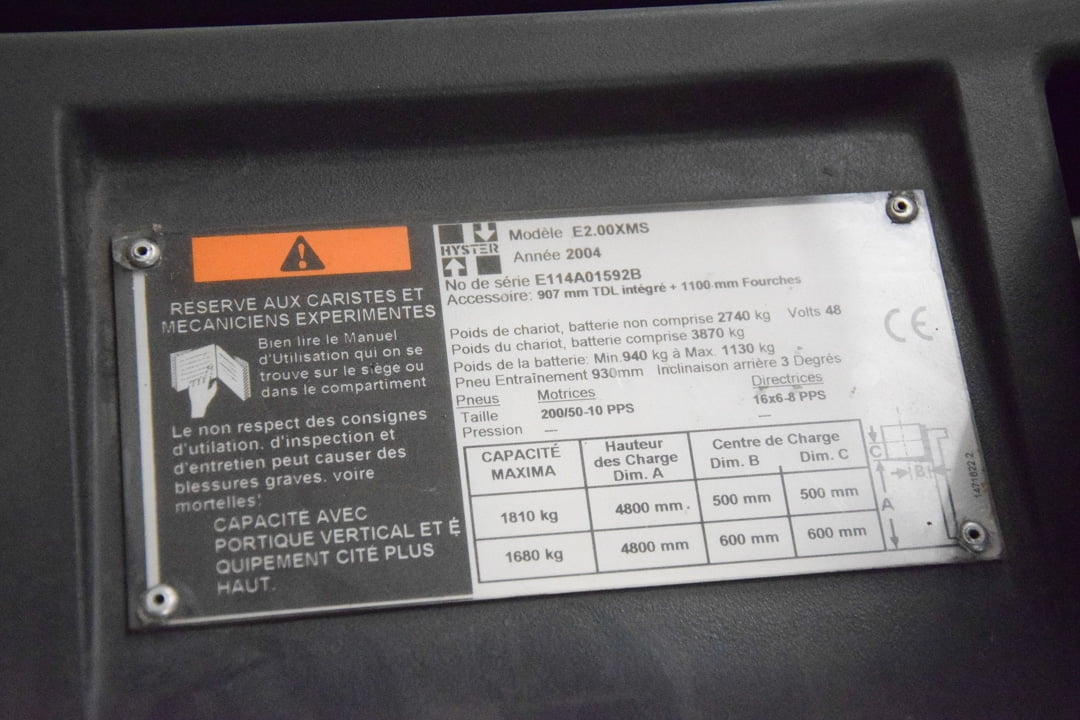 RESERVE AUX CARISTES ET
MECANICIENS EXPERIMENTES
Bien lire le Manuel
d'Utilisation qui on se
trouve sur le siège ou
dans le compartiment
Le non respect des consignes
d'utilation. d'inspection et
d'entretien peut causer des
blessures graves. voire
mortelles!
CAPACITÉ AVEC
PORTIQUE VERTICAL ET É
QUIPEMENT CITÉ PLUS
HAUT.
HYSTER
Modèle E2.00XMS
Année 2004
No de série E114A01592B
Accessoire: 907 mm TDL intégré + 1100 mm Fourches
Poids de chariot, batterie non comprise 2740 kg Volts 48
Poids du chariot, batterie comprise 3870 kg
Poids de la batterie: Min. 940 kg à Max. 1130 kg
Pneu Entraînement 930mm Inclinaison arrière 3 Degrés
Pneus Motrices Directrices
Taille 200/50-10 PPS 16x6-8 PPS
Pression --- ---
CE
CAPACITÉ MAXIMA Hauteur des Charge Dim. A Centre de Charge Dim. B Dim. C
1810 kg 4800 mm 500 mm 500 mm
1680 kg 4800 mm 600 mm 600 mm
C
B
A
1471622 2